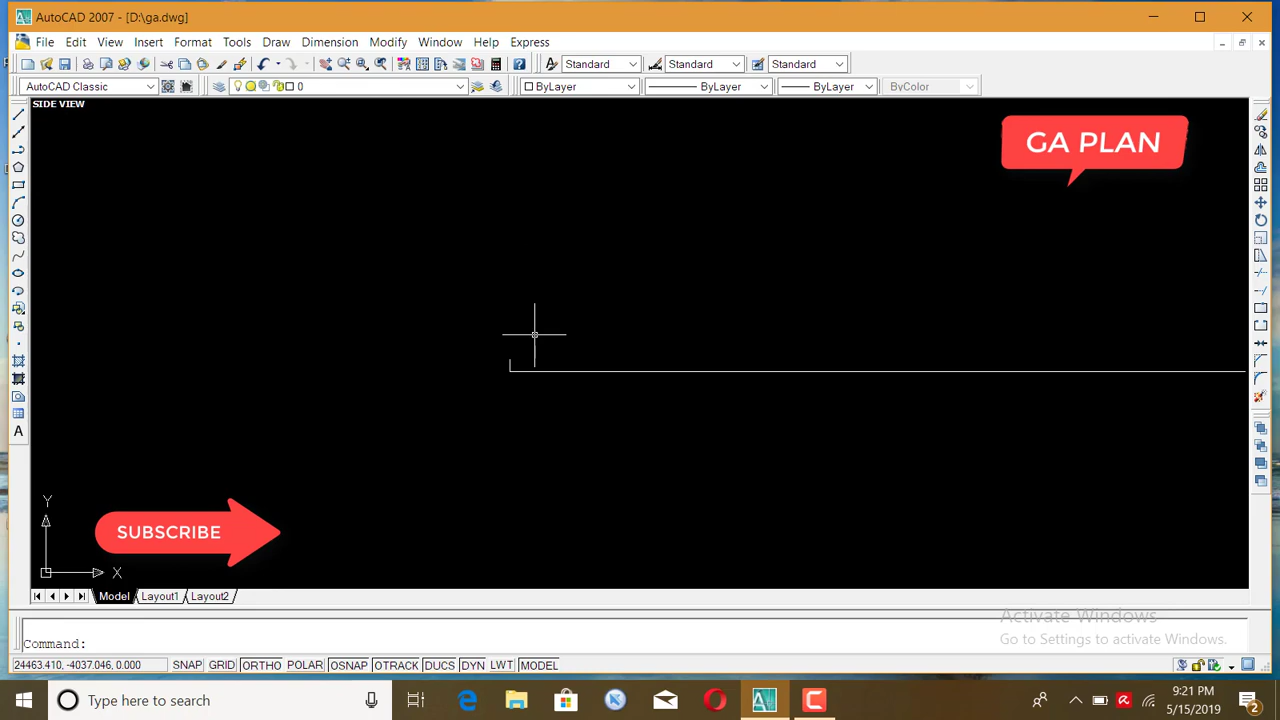 AutoCAD 2007 - [D:\ga.dwg]
File Edit View Insert Format Tools Draw Dimension Modify Window Help Express
Standard Standard Standard
AutoCAD Classic 0 ByLayer ByLayer ByLayer ByColor
SIDE VIEW
GA PLAN
Y
SUBSCRIBE
X
Model Layout1 Layout2
Activate Windows
Go to Settings to activate Windows.
Command:
24463.410, -4037.046, 0.000 SNAP GRID ORTHO POLAR OSNAP OTRACK DUCS DYN LWT MODEL
Type here to search
9:21 PM
5/15/2019
2